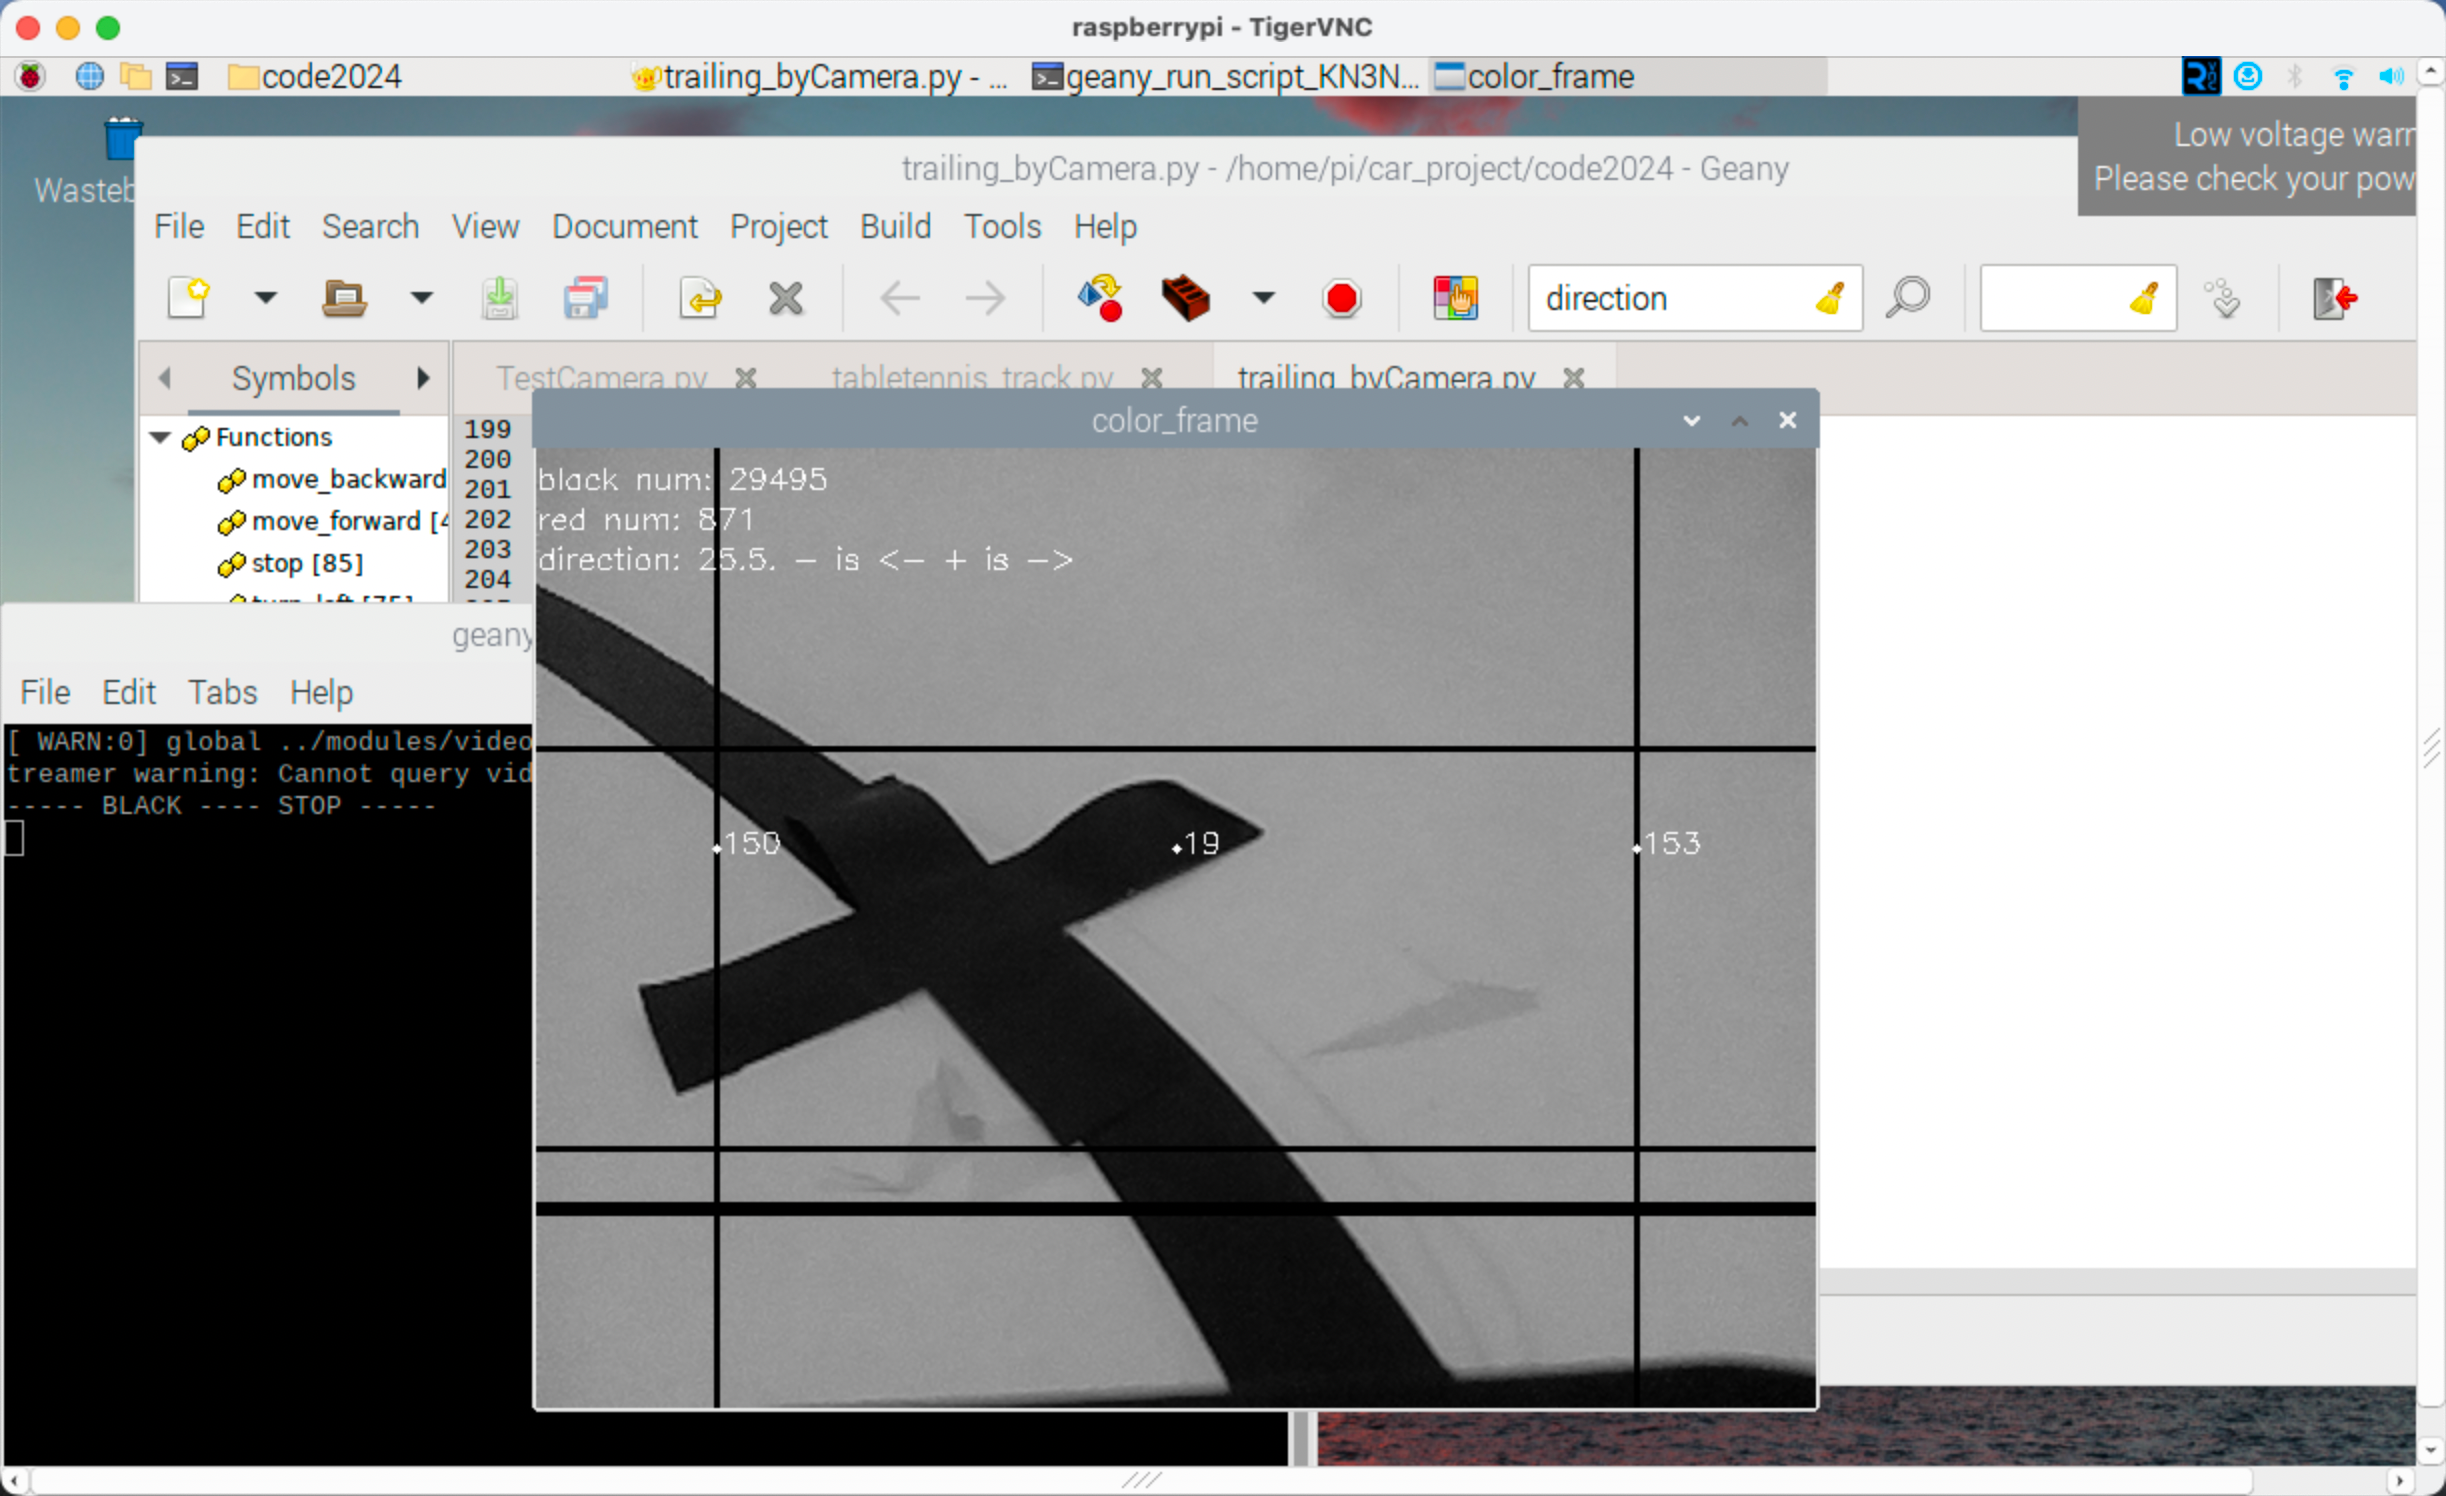 raspberrypi - TigerVNC
code2024
trailing_byCamera.py - ...
geany_run_script_KN3N...
color_frame
Low voltage warr
Please check your pow
Wasteb
trailing_byCamera.py - /home/pi/car_project/code2024 - Geany
File Edit Search View Document Project Build Tools Help
direction
Symbols
TestCamera.py
tabletennis_track.py
trailing_byCamera.py
Functions
move_backward
move_forward [4
stop [85]
turn_left [75]
199
200
201
202
203
204
color_frame
black num: 29495
red num: 871
direction: 25.5. - is <- + is ->
150
19
153
geany
File Edit Tabs Help
[ WARN:0] global ../modules/video
treamer warning: Cannot query vid
----- BLACK ---- STOP -----